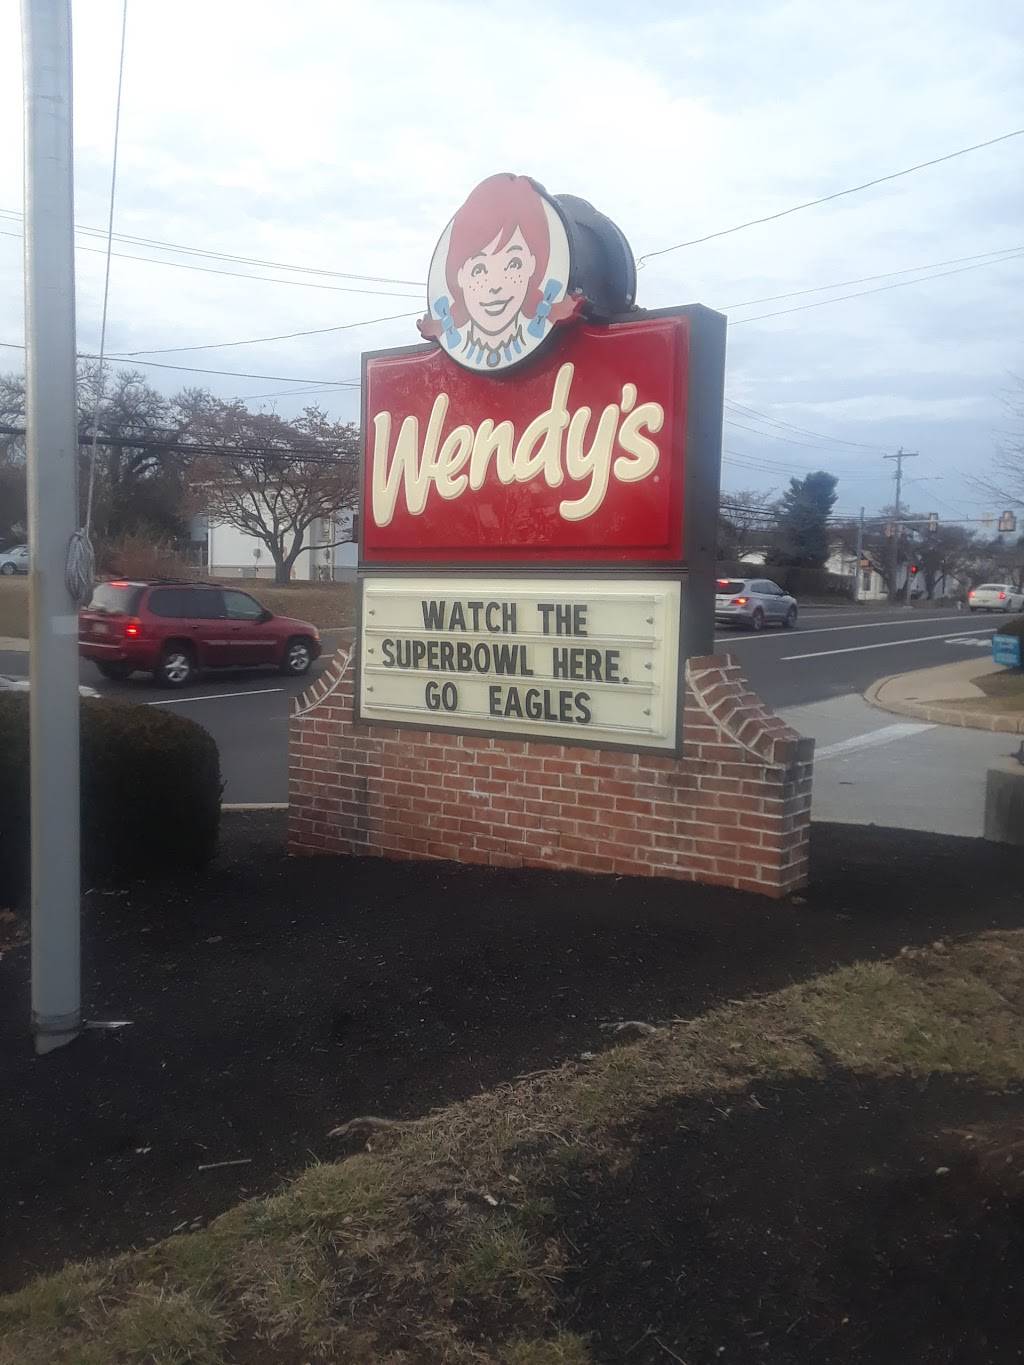 Wendy's
WATCH THE
SUPERBOWL HERE.
GO EAGLES